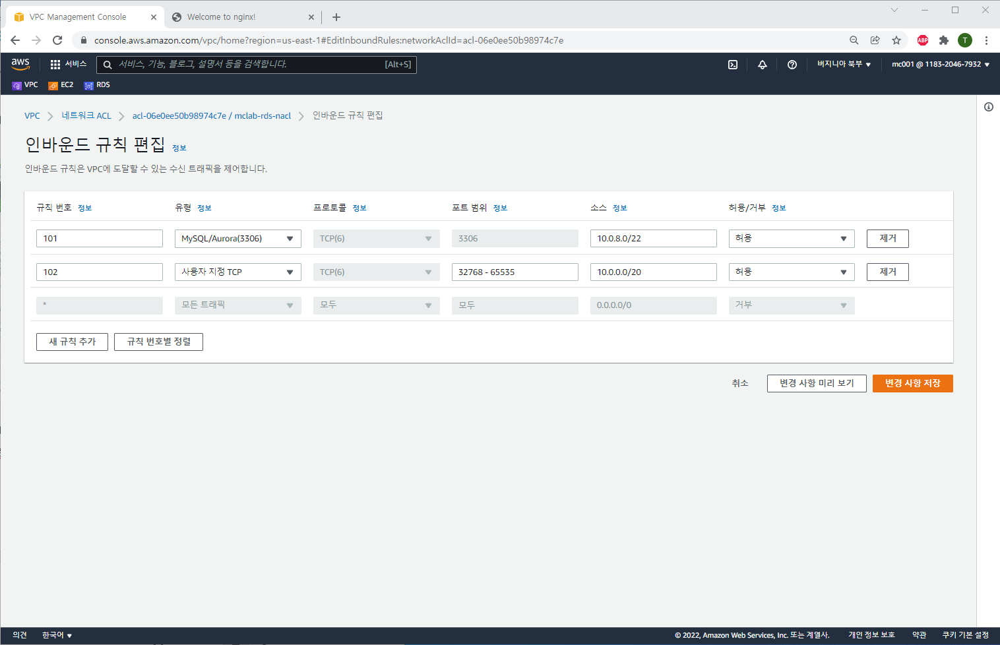 VPC Management Console
Welcome to nginx!
console.aws.amazon.com/vpc/home?region=us-east-1#EditInboundRules:networkAclId=acl-06e0ee50b98974c7e
ABP
T
aws
서비스
서비스, 기능, 블로그, 설명서 등을 검색합니다.
[Alt+S]
버지니아 북부
mc001 @ 1183-2046-7932
VPC
EC2
RDS
VPC
네트워크 ACL
acl-06e0ee50b98974c7e / mclab-rds-nacl
인바운드 규칙 편집
인바운드 규칙 편집 정보
인바운드 규칙은 VPC에 도달할 수 있는 수신 트래픽을 제어합니다.
규칙 번호 정보 유형 정보 프로토콜 정보 포트 범위 정보 소스 정보 허용/거부 정보
101 MySQL/Aurora(3306) TCP(6) 3306 10.0.8.0/22 허용 제거
102 사용자 지정 TCP TCP(6) 32768 - 65535 10.0.0.0/20 허용 제거
* 모든 트래픽 모두 모두 0.0.0.0/0 거부
새 규칙 추가 규칙 번호별 정렬
취소 변경 사항 미리 보기 변경 사항 저장
의견 한국어 © 2022, Amazon Web Services, Inc. 또는 계열사. 개인 정보 보호 약관 쿠키 기본 설정